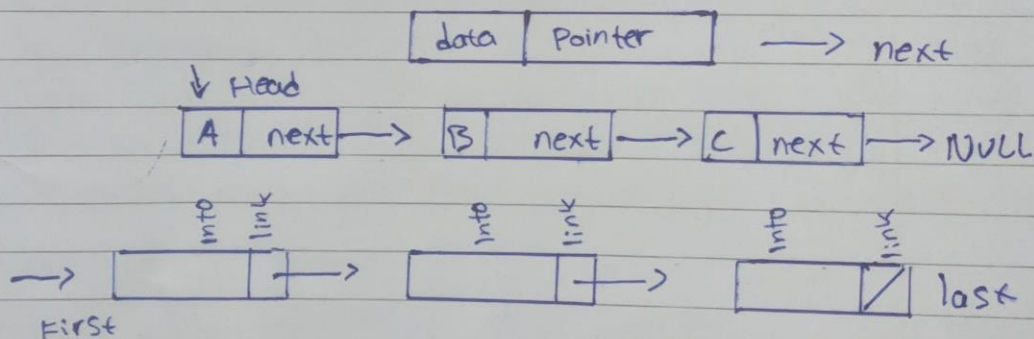 data pointer next
Head
A next B next C next NULL
Info link Info link Info link
last
First